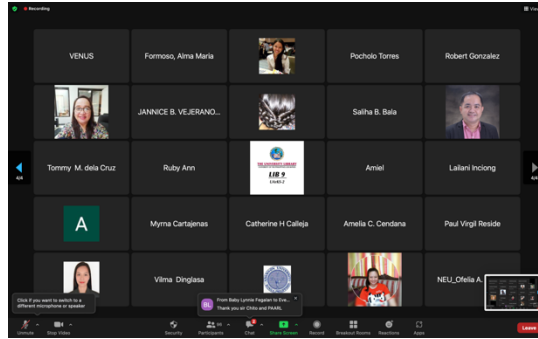 Recording
View
VENUS
Formoso, Alma Maria
Pocholo Torres
Robert Gonzalez
JANNICE B. VEJERANO...
Saliha B. Bala
Tommy M. dela Cruz
Ruby Ann
THE UNIVERSITY LIBRARY
LIB 9
Amiel
Lailani Inciong
4/4
4/4
A
Myrna Cartajenas
Catherine H Calleja
Amelia C. Cendana
Paul Virgil Reside
Vilma Dinglasa
NEU_Ofelia A.
Click if you want to switch to a
different microphone or speaker
BL
From Baby Lynnie Fegalan to Eve...
Thank you sir Chito and PAARL
Unmute
Stop Video
Security
Participants
Chat
Share Screen
Record
Breakout Rooms
Reactions
Apps
Leave